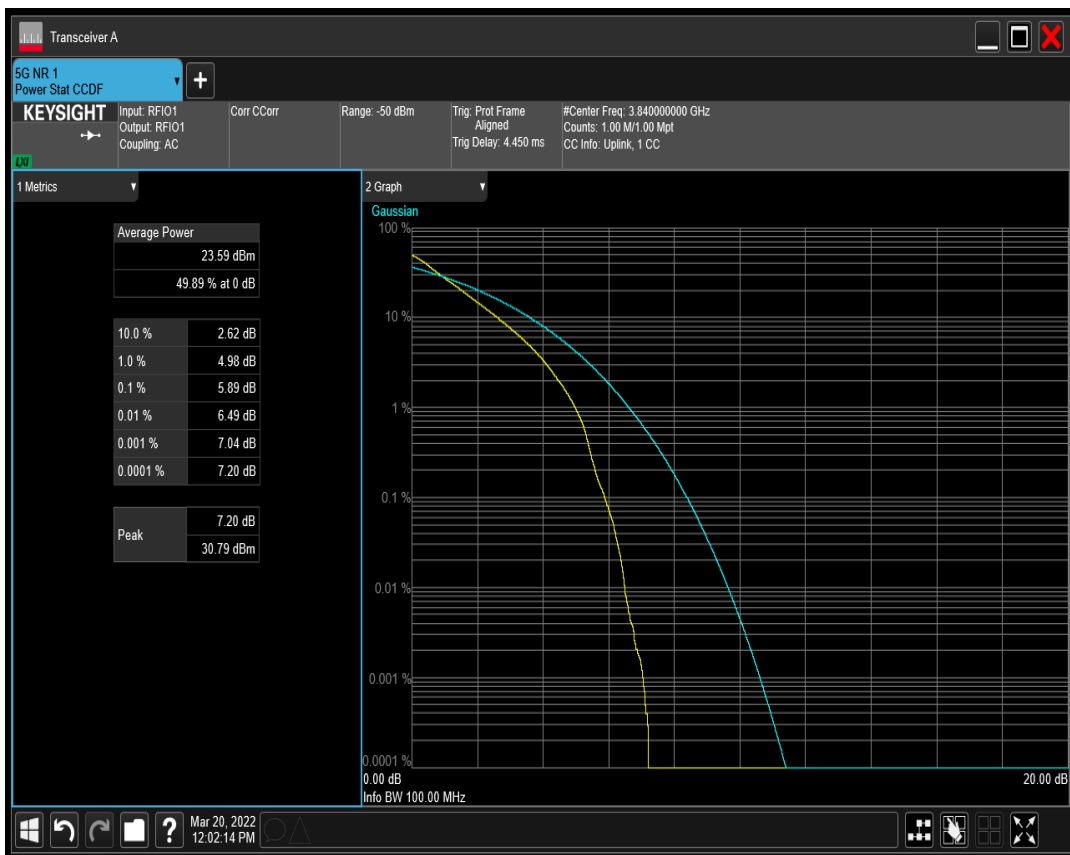 Transceiver A
5G NR 1
Power Stat CCDF
+
KEYSIGHT
LXI
Input: RFIO1
Output: RFIO1
Coupling: AC
Corr CCorr
Range: -50 dBm
Trig: Prot Frame
Aligned
Trig Delay: 4.450 ms
#Center Freq: 3.840000000 GHz
Counts: 1.00 M/1.00 Mpt
CC Info: Uplink, 1 CC
1 Metrics
Average Power
23.59 dBm
49.89 % at 0 dB
10.0 % 2.62 dB
1.0 % 4.98 dB
0.1 % 5.89 dB
0.01 % 6.49 dB
0.001 % 7.04 dB
0.0001 % 7.20 dB
Peak
7.20 dB
30.79 dBm
2 Graph
Gaussian
100 %
10 %
1 %
0.1 %
0.01 %
0.001 %
0.0001 %
0.00 dB 20.00 dB
Info BW 100.00 MHz
?
Mar 20, 2022
12:02:14 PM